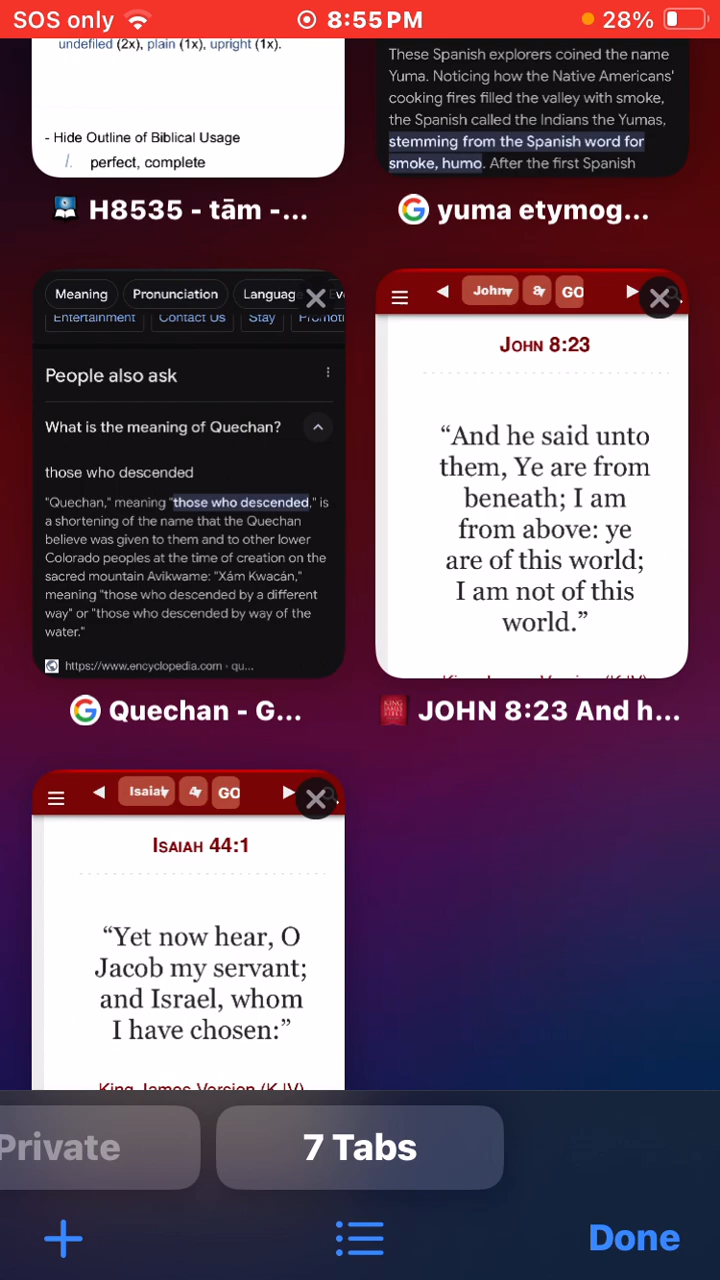 SOS only 8:55 PM 28%
undefiled (2x), plain (1x), upright (1x).
- Hide Outline of Biblical Usage
I. perfect, complete
H8535 - tām -...
These Spanish explorers coined the name
Yuma. Noticing how the Native Americans'
cooking fires filled the valley with smoke,
the Spanish called the Indians the Yumas,
stemming from the Spanish word for
smoke, humo. After the first Spanish
yuma etymog...
Meaning Pronunciation Language
Entertainment Contact Us Stay
People also ask
What is the meaning of Quechan?
those who descended
"Quechan," meaning "those who descended," is
a shortening of the name that the Quechan
believe was given to them and to other lower
Colorado peoples at the time of creation on the
sacred mountain Avikwame: "Xám Kwacán,"
meaning "those who descended by a different
way" or "those who descended by way of the
water."
https://www.encyclopedia.com › qu...
Quechan - G...
John 8 GO
JOHN 8:23
“And he said unto
them, Ye are from
beneath; I am
from above: ye
are of this world;
I am not of this
world.”
King James Version (KJV)
JOHN 8:23 And h...
Isaiah 4 GO
ISAIAH 44:1
“Yet now hear, O
Jacob my servant;
and Israel, whom
I have chosen:”
King James Version (KJV)
Private
7 Tabs
Done